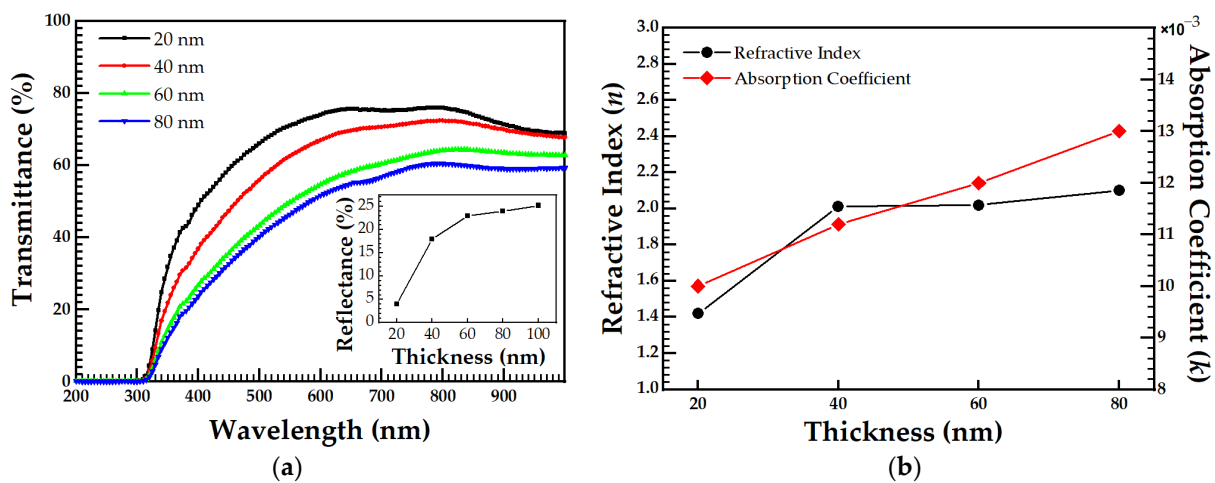 100
80
60
40
20
0
Transmittance (%)
20 nm
40 nm
60 nm
80 nm
200 300 400 500 600 700 800 900
Wavelength (nm)
25
20
15
10
5
0
Reflectance (%)
20 40 60 80 100
Thickness (nm)
(a)
3.0
2.8
2.6
2.4
2.2
2.0
1.8
1.6
1.4
1.2
1.0
Refractive Index (n)
Refractive Index
Absorption Coefficient
20 40 60 80
Thickness (nm)
×10⁻³
14
13
12
11
10
9
8
Absorption Coefficient (k)
(b)